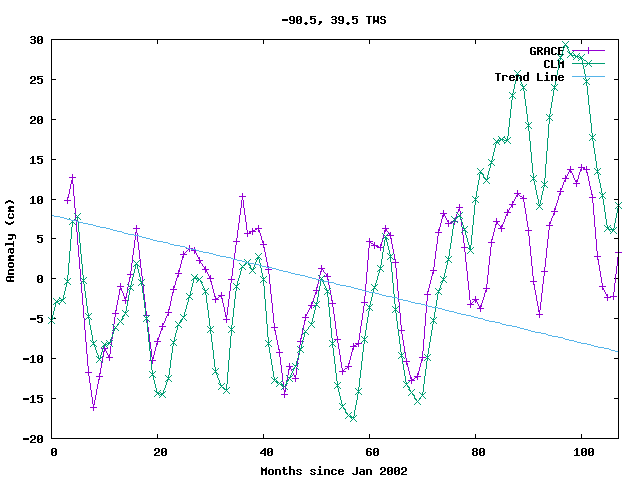 -90.5, 39.5 TWS
GRACE
CLM
Trend Line
30
25
20
15
10
5
0
-5
-10
-15
-20
Anomaly (cm)
0 20 40 60 80 100
Months since Jan 2002